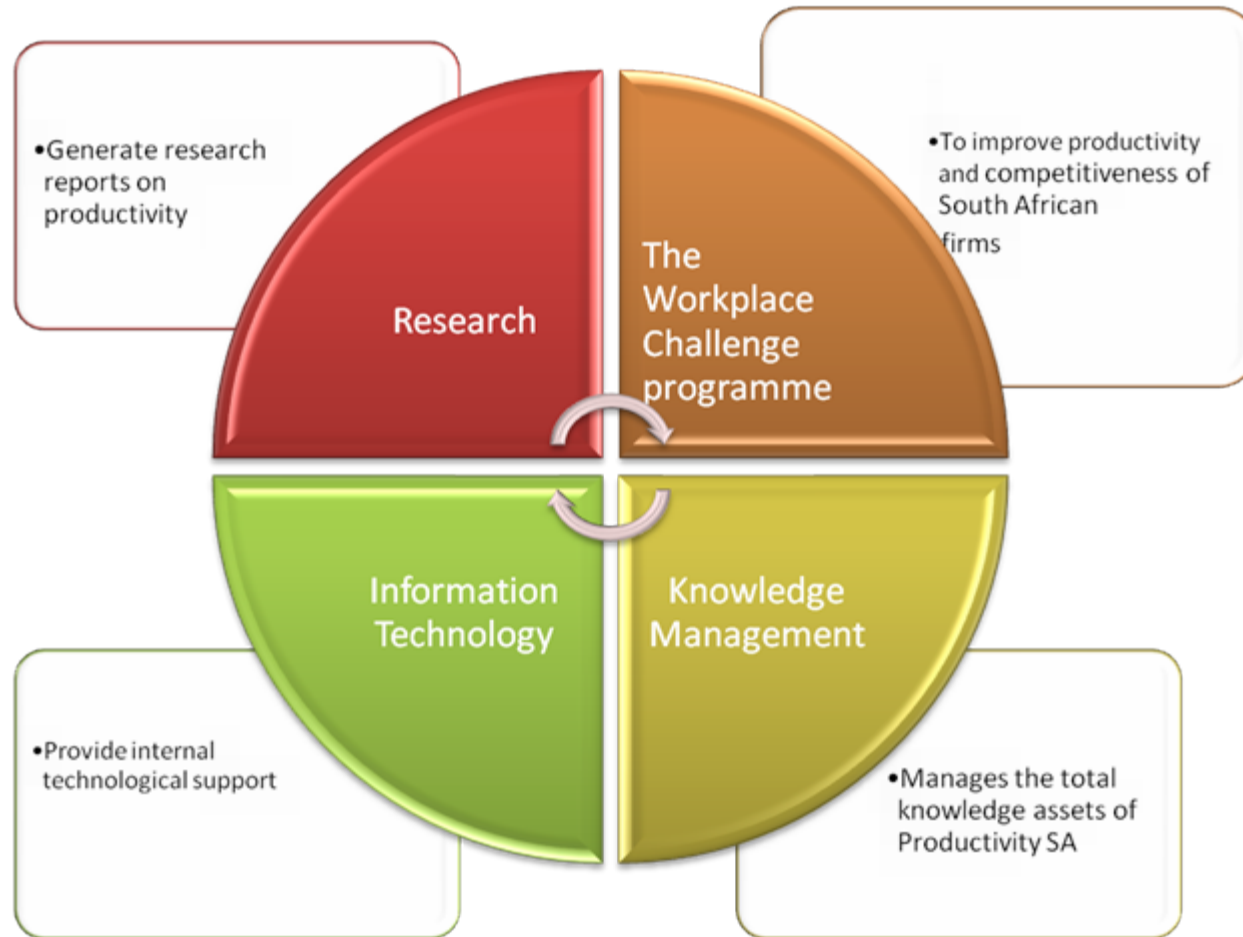 •Generate research
reports on
productivity
Research
The
Workplace
Challenge
programme
•To improve productivity
and competitiveness of
South African
firms
Information
Technology
•Provide internal
technological support
Knowledge
Management
•Manages the total
knowledge assets of
Productivity SA